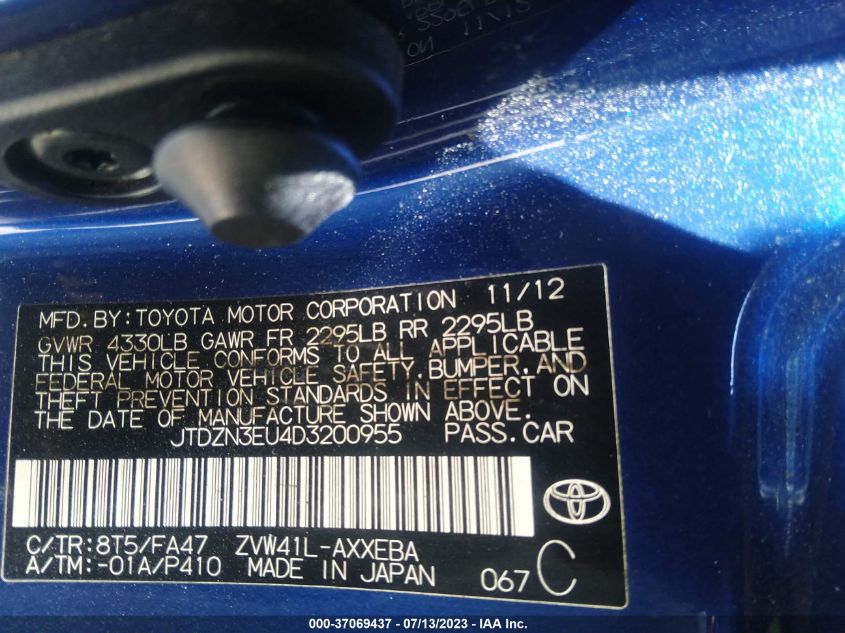 MFD. BY: TOYOTA MOTOR CORPORATION 11/12
GVWR 4330LB GAWR FR 2295LB RR 2295LB
THIS VEHICLE CONFORMS TO ALL APPLICABLE
FEDERAL MOTOR VEHICLE SAFETY, BUMPER, AND
THEFT PREVENTION STANDARDS IN EFFECT ON
THE DATE OF MANUFACTURE SHOWN ABOVE.
JTDZN3EU4D3200955 PASS. CAR
C/TR: 8T5/FA47 ZVW41L-AXXEBA
A/TM: -01A/P410 MADE IN JAPAN 067 C
000-37069437 - 07/13/2023 - IAA Inc.